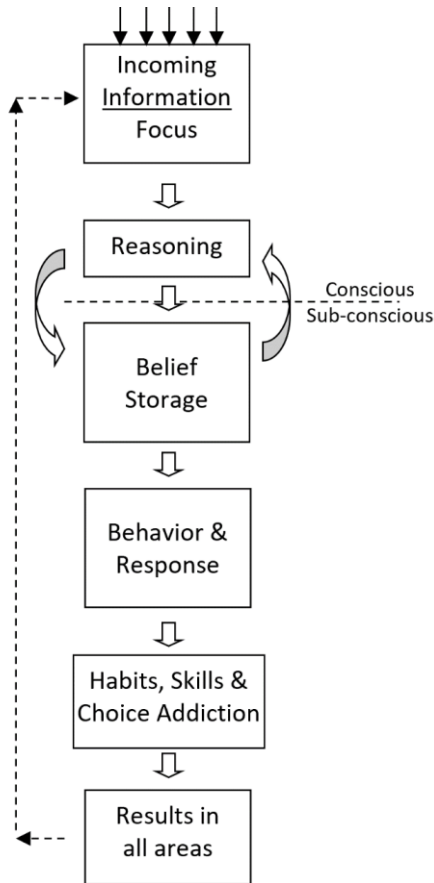 Incoming
Information
Focus
Reasoning
Conscious
Sub-conscious
Belief
Storage
Behavior &
Response
Habits, Skills &
Choice Addiction
Results in
all areas